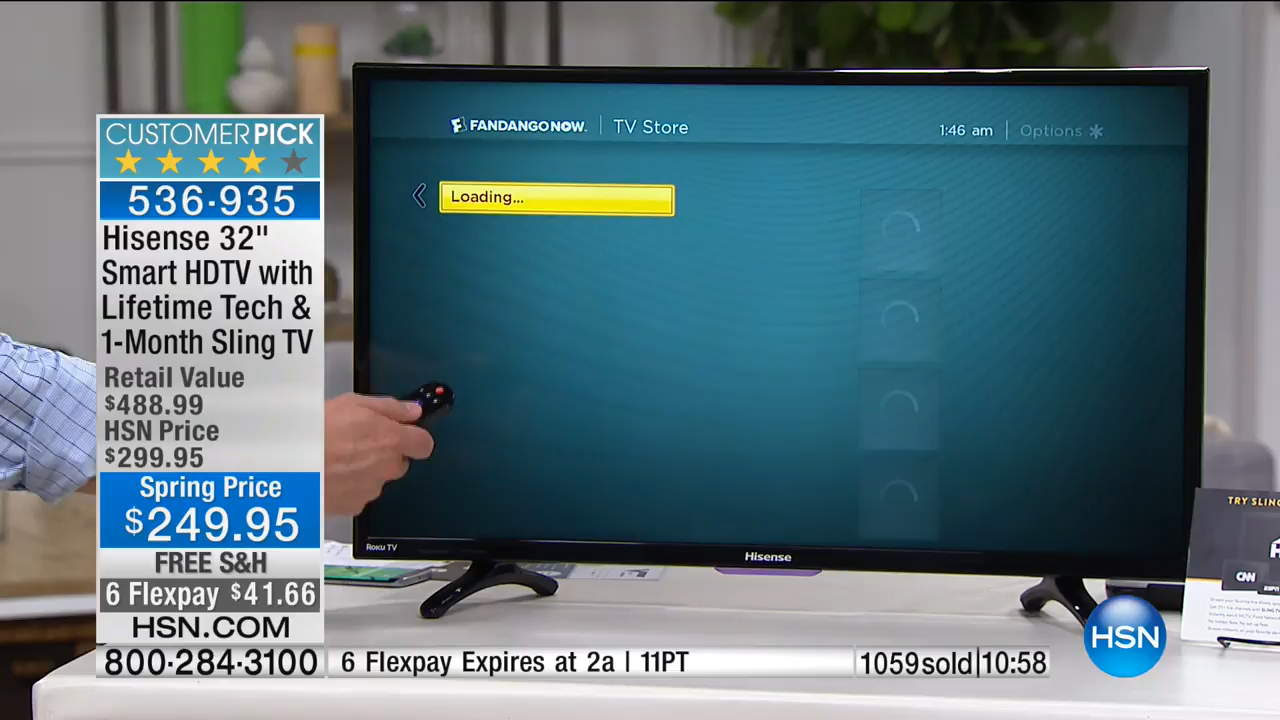 CUSTOMERPICK
536-935
Hisense 32"
Smart HDTV with
Lifetime Tech &
1-Month Sling TV
Retail Value
$488.99
HSN Price
$299.95
Spring Price
$249.95
FREE S&H
6 Flexpay $41.66
HSN.COM
800-284-3100
6 Flexpay Expires at 2a | 11PT
1059sold|10:58
HSN
FANDANGONOW | TV Store
1:46 am | Options *
Loading...
Roku TV
Hisense
TRY SLING
CNN